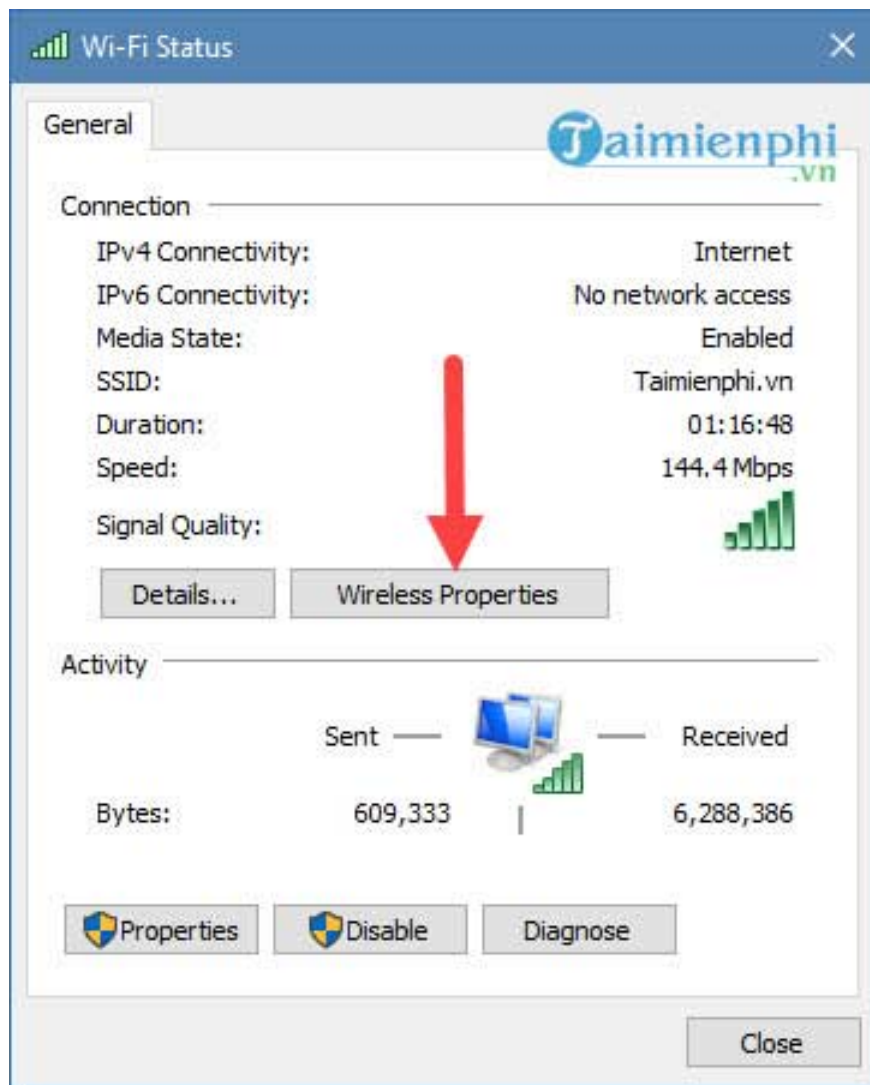 Wi-Fi Status
General
Taimienphi
.vn
Connection
IPv4 Connectivity: Internet
IPv6 Connectivity: No network access
Media State: Enabled
SSID: Taimienphi.vn
Duration: 01:16:48
Speed: 144.4 Mbps
Signal Quality:
Details... Wireless Properties
Activity
Sent Received
Bytes: 609,333 6,288,386
Properties Disable Diagnose
Close